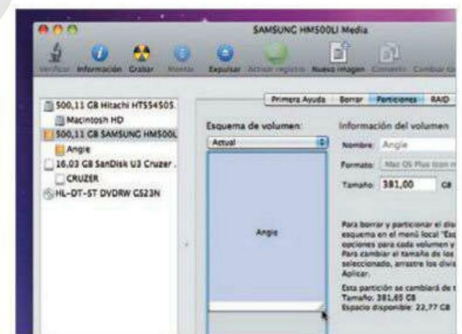 SAMSUNG HM500LI Media
Verificar Información Grabar Montar Expulsar Activar registro Nueva imagen Convertir Cambiar ta
500,11 GB Hitachi HTS54505
Macintosh HD
500,11 GB SAMSUNG HM500L
Angie
16,03 GB SanDisk U3 Cruzer .
CRUZER
HL-DT-ST DVDRW GS23N
Primera Ayuda Borrar Particiones RAID
Esquema de volumen:
Actual
Angie
Información del volumen
Nombre: Angie
Formato: Mac OS Plus (con r
Tamaño: 381,00 GB
Para borrar y particionar el dis
esquema en el menú local "Esc
opciones para cada volumen y
Para cambiar el tamaño de los
seleccionado, arrastre los divis
Aplicar.
Esta partición se cambiará de t
Tamaño: 381,65 GB
Espacio disponible: 22,77 GB